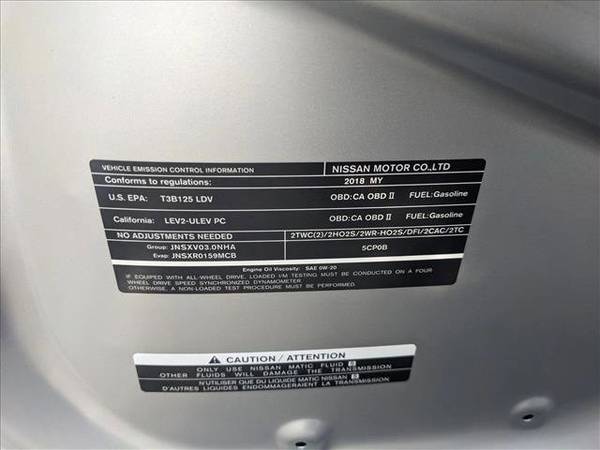 VEHICLE EMISSION CONTROL INFORMATION NISSAN MOTOR CO.,LTD
Conforms to regulations: 2018 MY
U.S. EPA: T3B125 LDV OBD:CA OBD II FUEL:Gasoline
California: LEV2-ULEV PC OBD:CA OBD II FUEL:Gasoline
NO ADJUSTMENTS NEEDED 2TWC(2)/2HO2S/2WR-HO2S/DFI/2CAC/2TC
Group: JNSXV03.0NHA 5CP0B
Evap: JNSXR0159MCB
Engine Oil Viscosity: SAE 0W-20
IF EQUIPPED WITH ALL-WHEEL DRIVE, LOADED I/M TESTING MUST BE CONDUCTED ON A FOUR
WHEEL DRIVE SPEED SYNCHRONIZED DYNAMOMETER.
OTHERWISE, A NON-LOADED TEST PROCEDURE MUST BE PERFORMED.
CAUTION / ATTENTION
ONLY USE NISSAN MATIC FLUID S
OTHER FLUIDS WILL DAMAGE THE TRANSMISSION
N'UTILISER QUE DU LIQUIDE MATIC NISSAN S
D'AUTRES LIQUIDES ENDOMMAGERAIENT LA TRANSMISSION